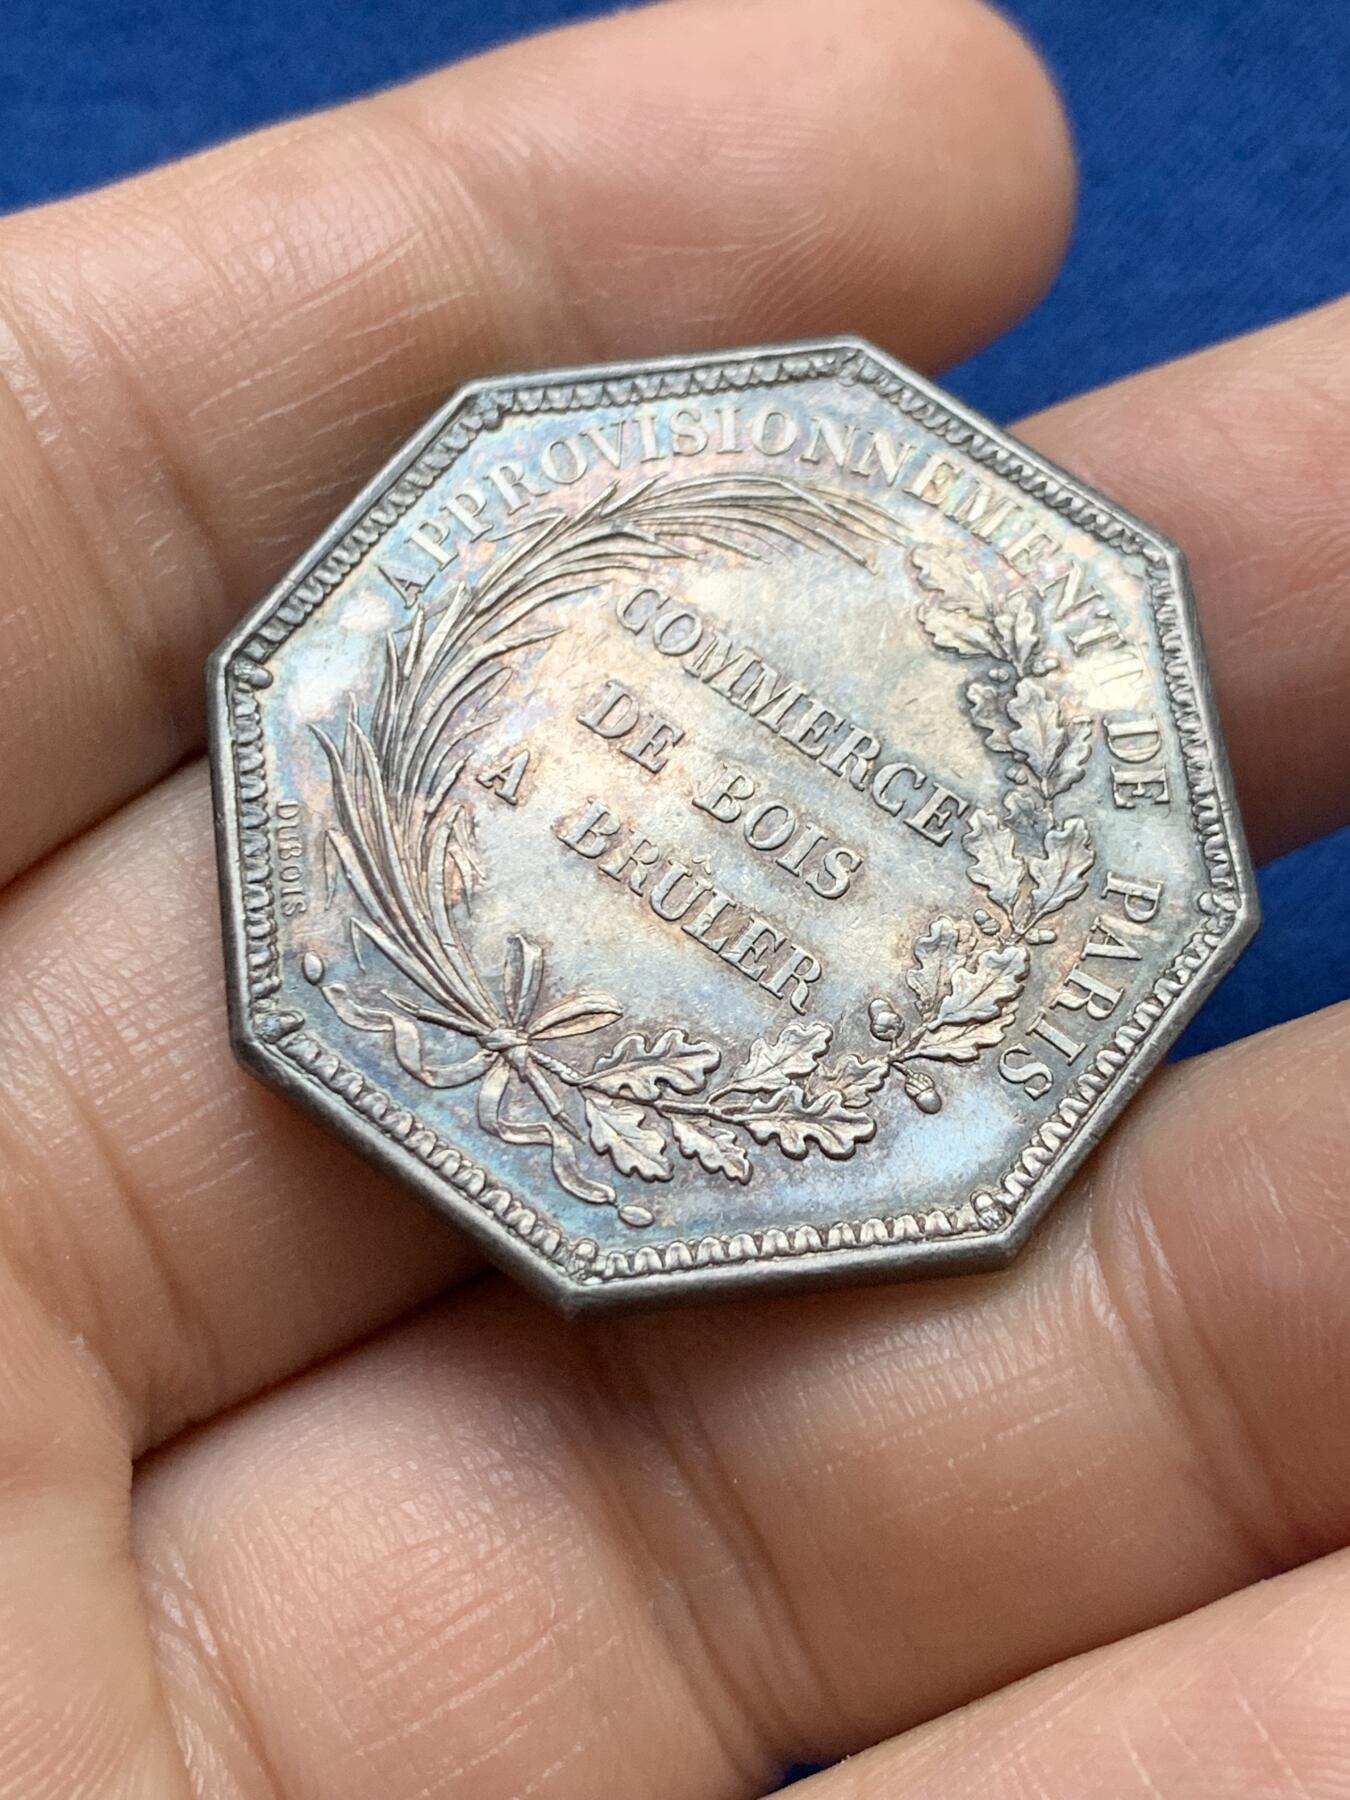 APPROVISIONNEMENT DE PARIS
COMMERCE
DE BOIS
A BRÛLER
DUBOIS